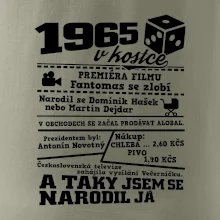 1965
v kostce
PREMIÉRA FILMU
Fantomas se zlobí
Narodil se Dominik Hašek
nebo Martin Dejdar
V OBCHODECH SE ZAČAL PRODÁVAT ALOBAL.
Prezidentem byl:
Antonín Novotný
Nákup:
CHLEBA ... 2,60 KČS
PIVO
1,40 KČS
Československá televize
zahájila vysílání Večerníčku.
A TAKY JSEM SE
NARODIL JÁ